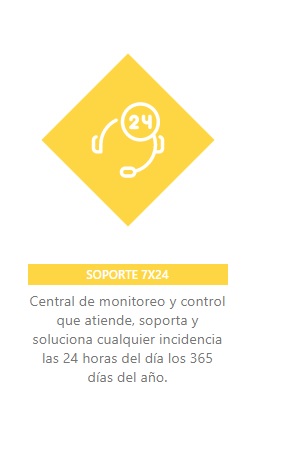 24
SOPORTE 7X24
Central de monitoreo y control
que atiende, soporta y
soluciona cualquier incidencia
las 24 horas del día los 365
días del año.